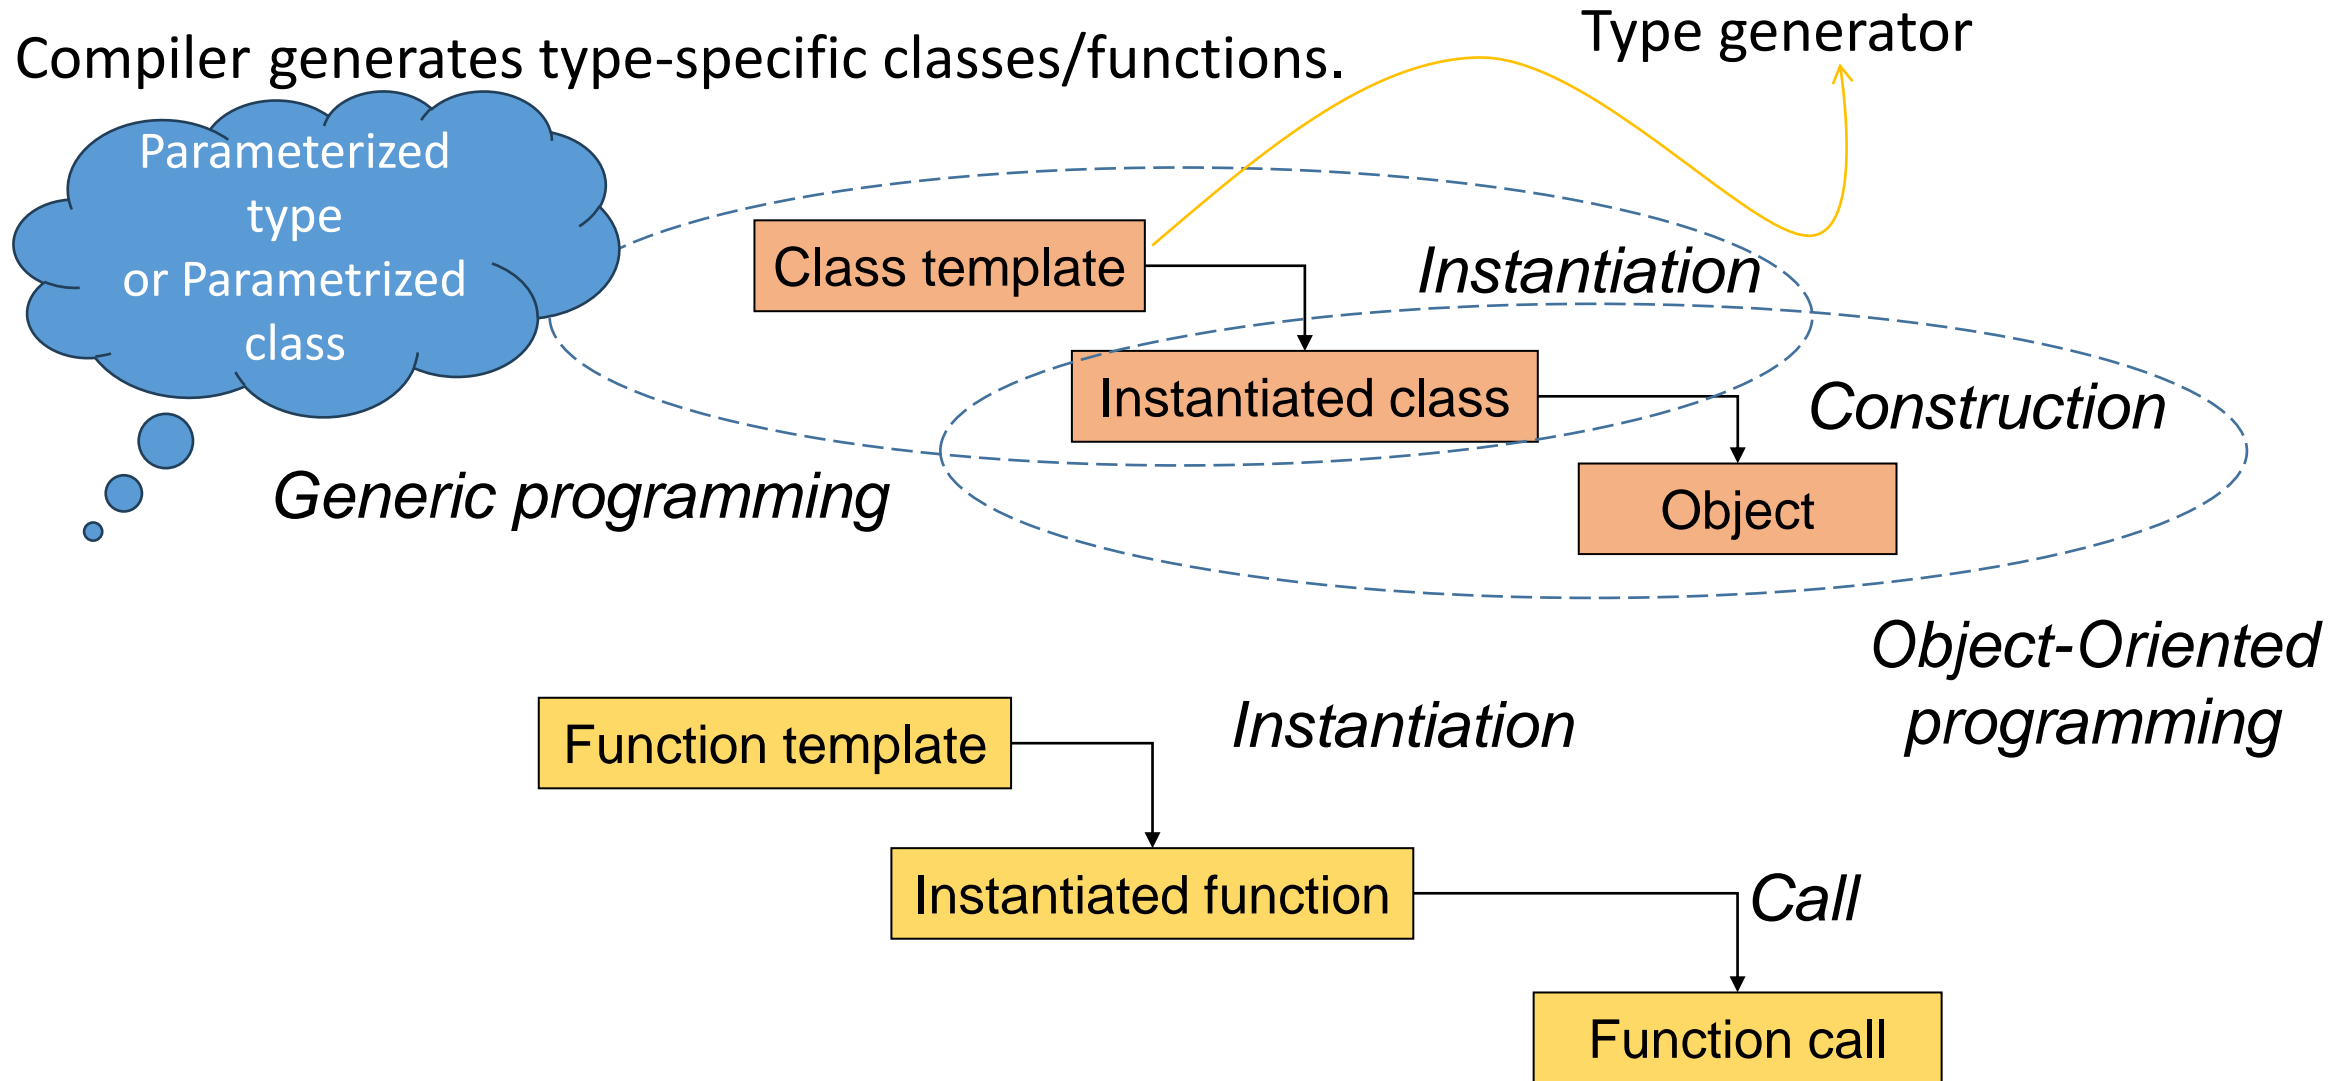 Type generator
Compiler generates type-specific classes/functions.
Parameterized
type
or Parametrized
class
Class template
Instantiation
Instantiated class
Construction
Generic programming
Object
Object-Oriented
programming
Function template
Instantiation
Instantiated function
Call
Function call